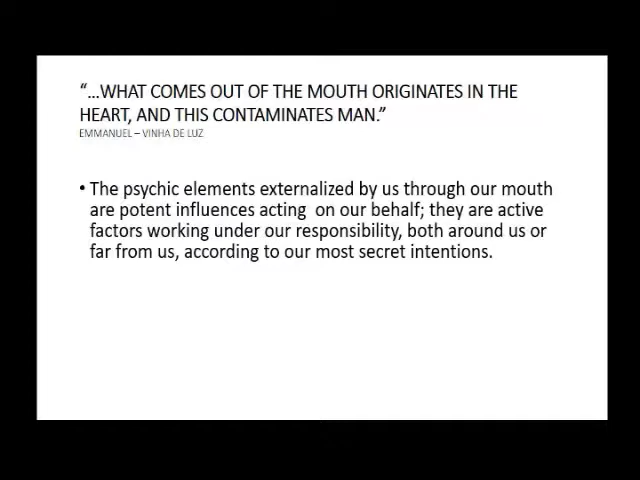 “…WHAT COMES OUT OF THE MOUTH ORIGINATES IN THE
HEART, AND THIS CONTAMINATES MAN.”
EMMANUEL – VINHA DE LUZ
• The psychic elements externalized by us through our mouth
are potent influences acting  on our behalf; they are active
factors working under our responsibility, both around us or
far from us, according to our most secret intentions.